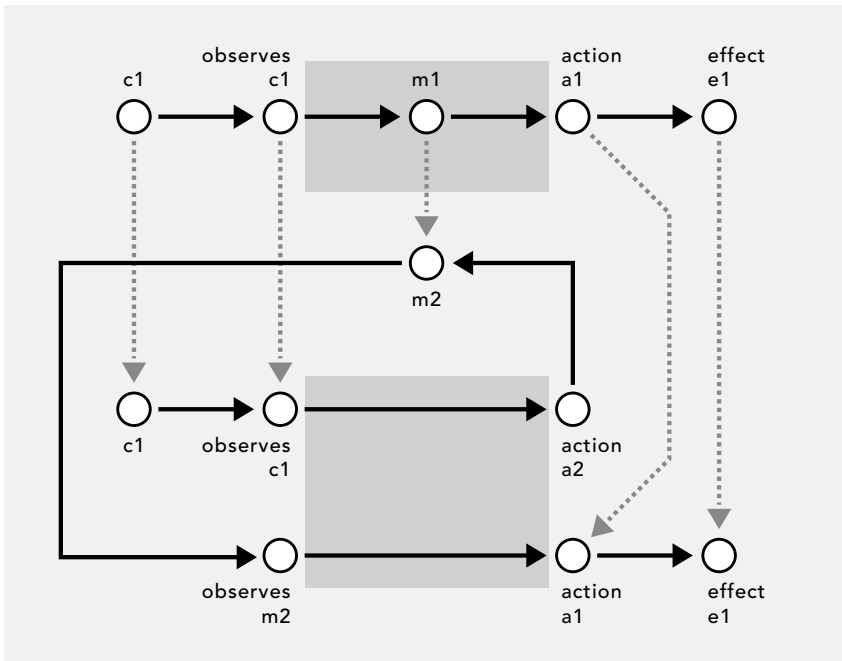 c1
observes
c1
m1
action
a1
effect
e1
m2
c1
observes
c1
action
a2
observes
m2
action
a1
effect
e1